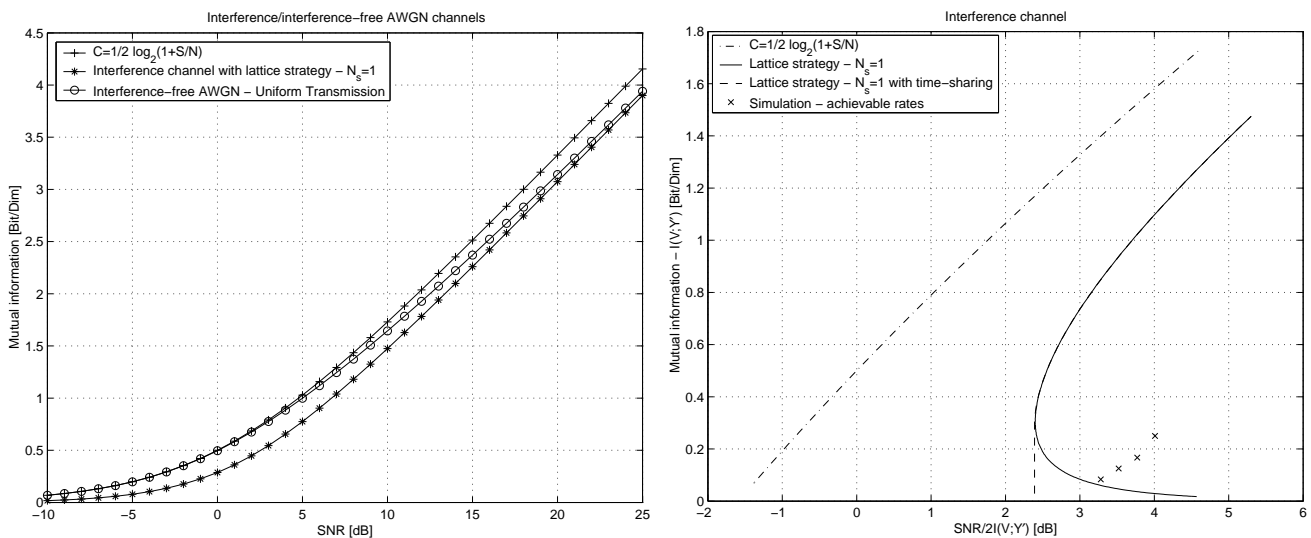 Interference/interference−free AWGN channels
4.5
4
3.5
3
2.5
2
1.5
1
0.5
0
Mutual information [Bit/Dim]
C=1/2 log2(1+S/N)
Interference channel with lattice strategy − Ns=1
Interference−free AWGN − Uniform Transmission
−10 −5 0 5 10 15 20 25
SNR [dB]
Interference channel
1.8
1.6
1.4
1.2
1
0.8
0.6
0.4
0.2
0
Mutual information − I(V;Y') [Bit/Dim]
C=1/2 log2(1+S/N)
Lattice strategy − Ns=1
Lattice strategy − Ns=1 with time−sharing
Simulation − achievable rates
−2 −1 0 1 2 3 4 5 6
SNR/2I(V;Y') [dB]